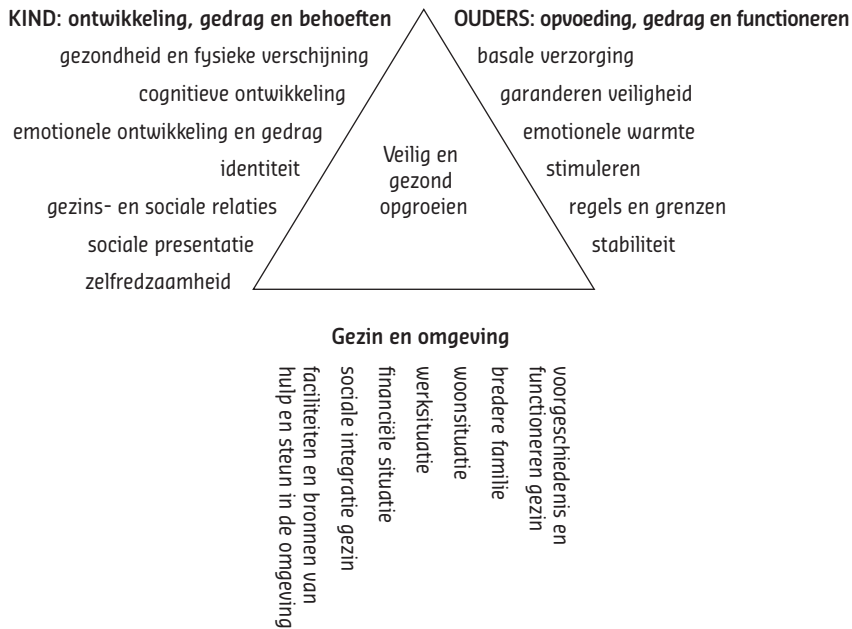 KIND: ontwikkeling, gedrag en behoeften
gezondheid en fysieke verschijning
cognitieve ontwikkeling
emotionele ontwikkeling en gedrag
identiteit
gezins- en sociale relaties
sociale presentatie
zelfredzaamheid
OUDERS: opvoeding, gedrag en functioneren
basale verzorging
garanderen veiligheid
emotionele warmte
stimuleren
regels en grenzen
stabiliteit
Veilig en
gezond
opgroeien
Gezin en omgeving
faciliteiten en bronnen van
hulp en steun in de omgeving
sociale integratie gezin
financiële situatie
werksituatie
woonsituatie
bredere familie
voorgeschiedenis en
functioneren gezin